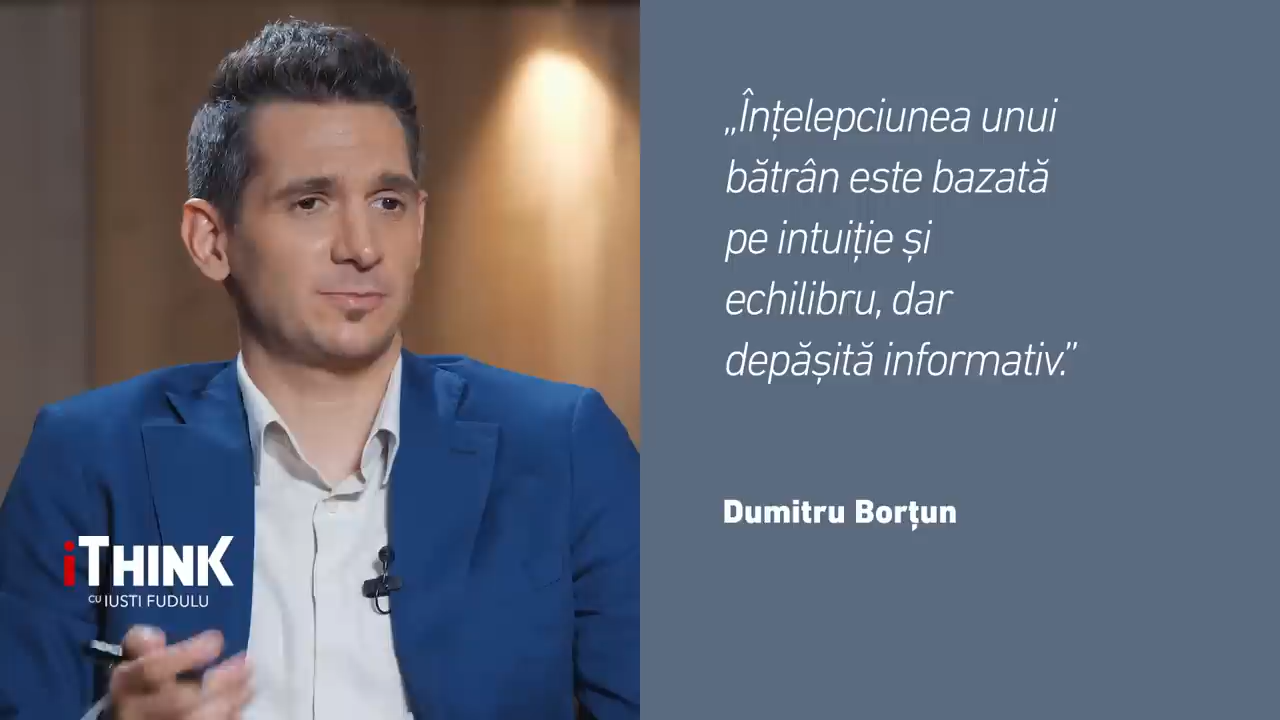 iTHINK
CU IUSTI FUDULU
„Înțelepciunea unui
bătrân este bazată
pe intuiție și
echilibru, dar
depășită informativ.”
Dumitru Borțun